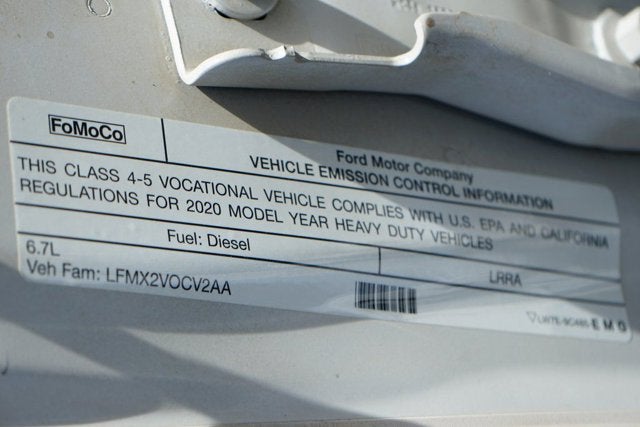 FoMoCo
Ford Motor Company
VEHICLE EMISSION CONTROL INFORMATION
THIS CLASS 4-5 VOCATIONAL VEHICLE COMPLIES WITH U.S. EPA AND CALIFORNIA
REGULATIONS FOR 2020 MODEL YEAR HEAVY DUTY VEHICLES
6.7L
Fuel: Diesel
LRRA
Veh Fam: LFMX2VOCV2AA